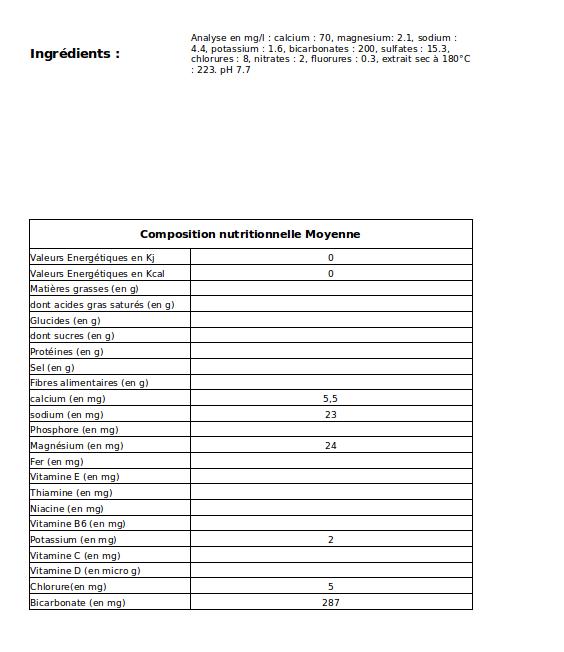 Ingrédients :
Analyse en mg/l : calcium : 70, magnesium: 2.1, sodium :
4.4, potassium : 1.6, bicarbonates : 200, sulfates : 15.3,
chlorures : 8, nitrates : 2, fluorures : 0.3, extrait sec à 180°C
: 223. pH 7.7
Composition nutritionnelle Moyenne
Valeurs Energétiques en Kj 0
Valeurs Energétiques en Kcal 0
Matières grasses (en g)
dont acides gras saturés (en g)
Glucides (en g)
dont sucres (en g)
Protéines (en g)
Sel (en g)
Fibres alimentaires (en g)
calcium (en mg) 5,5
sodium (en mg) 23
Phosphore (en mg)
Magnésium (en mg) 24
Fer (en mg)
Vitamine E (en mg)
Thiamine (en mg)
Niacine (en mg)
Vitamine B6 (en mg)
Potassium (en mg) 2
Vitamine C (en mg)
Vitamine D (en micro g)
Chlorure(en mg) 5
Bicarbonate (en mg) 287